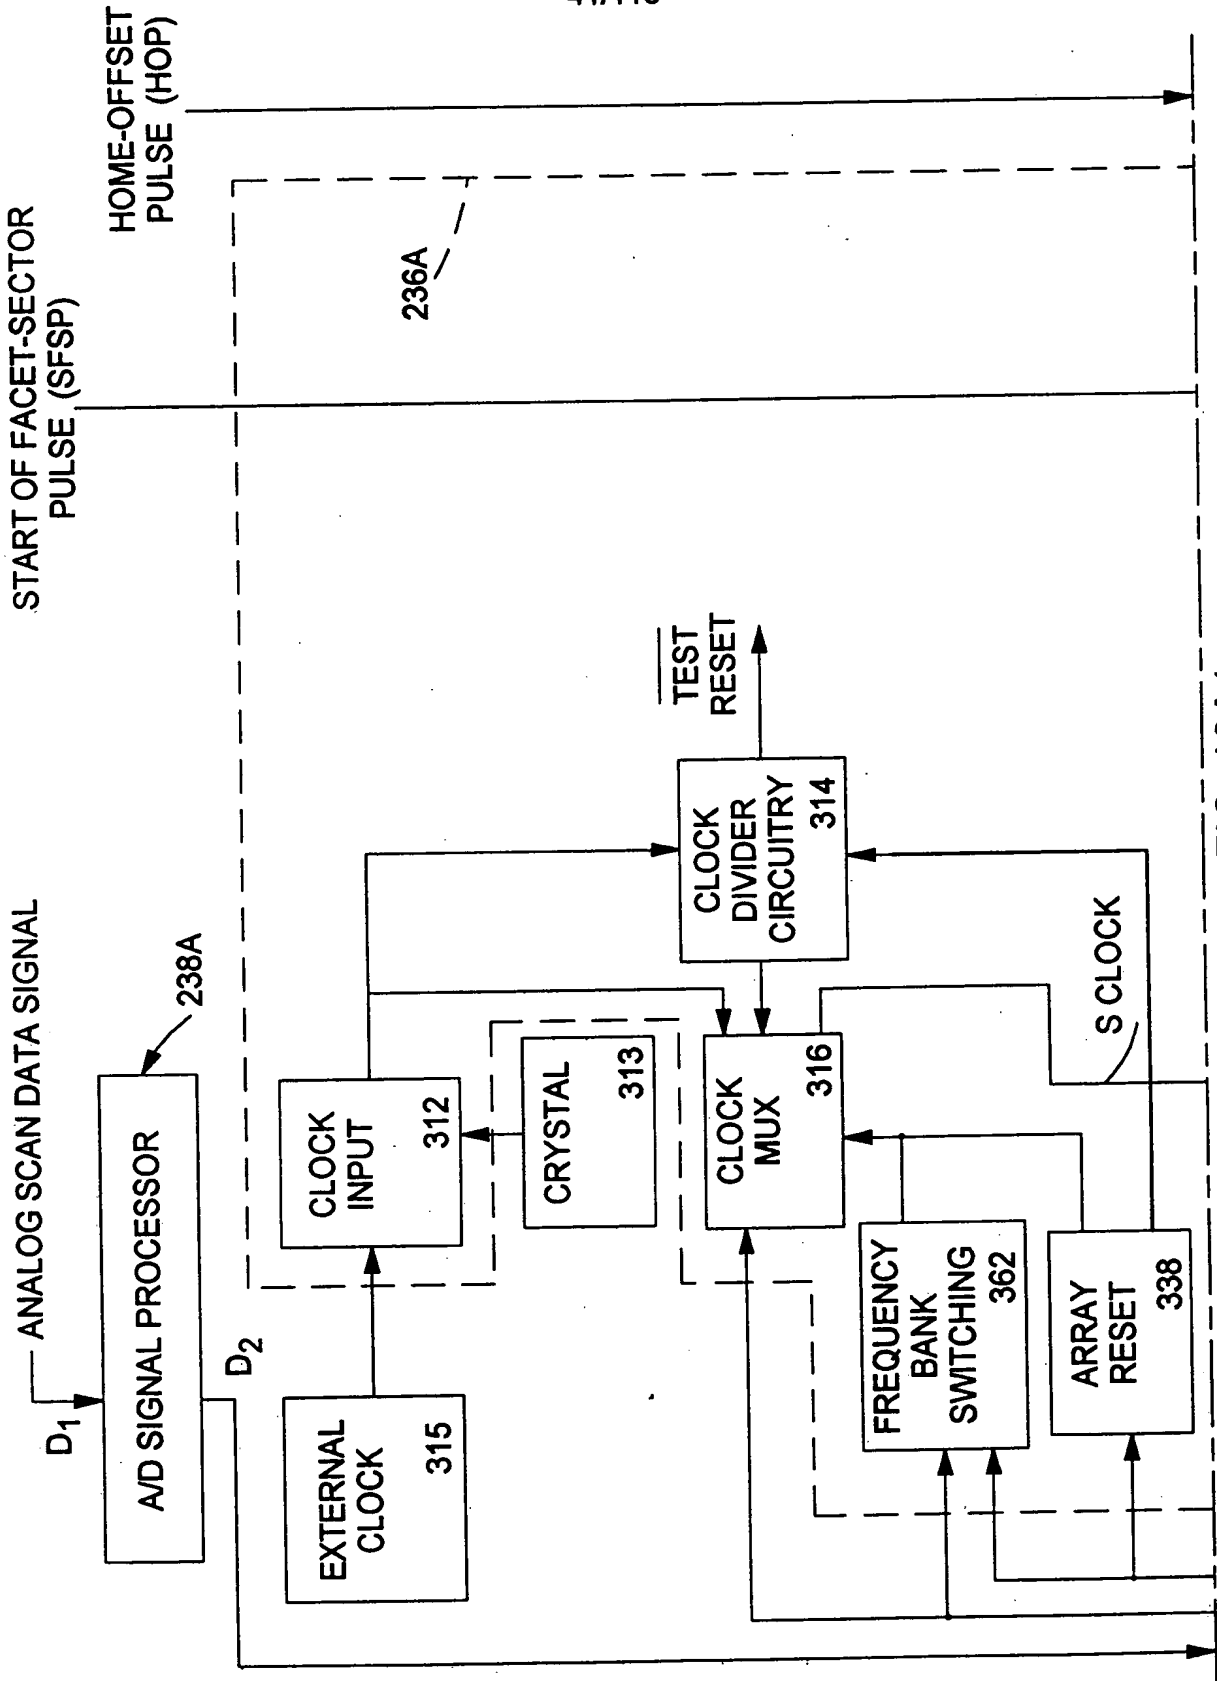 START OF FACET-SECTOR
PULSE (SFSP)
HOME-OFFSET
PULSE (HOP)
236A
ANALOG SCAN DATA SIGNAL
D1
A/D SIGNAL PROCESSOR
238A
D2
EXTERNAL
CLOCK
315
CLOCK
INPUT
312
CRYSTAL
313
CLOCK
DIVIDER
CIRCUITRY
314
TEST
RESET
CLOCK
MUX
316
FREQUENCY
BANK
SWITCHING
362
ARRAY
RESET
338
S CLOCK